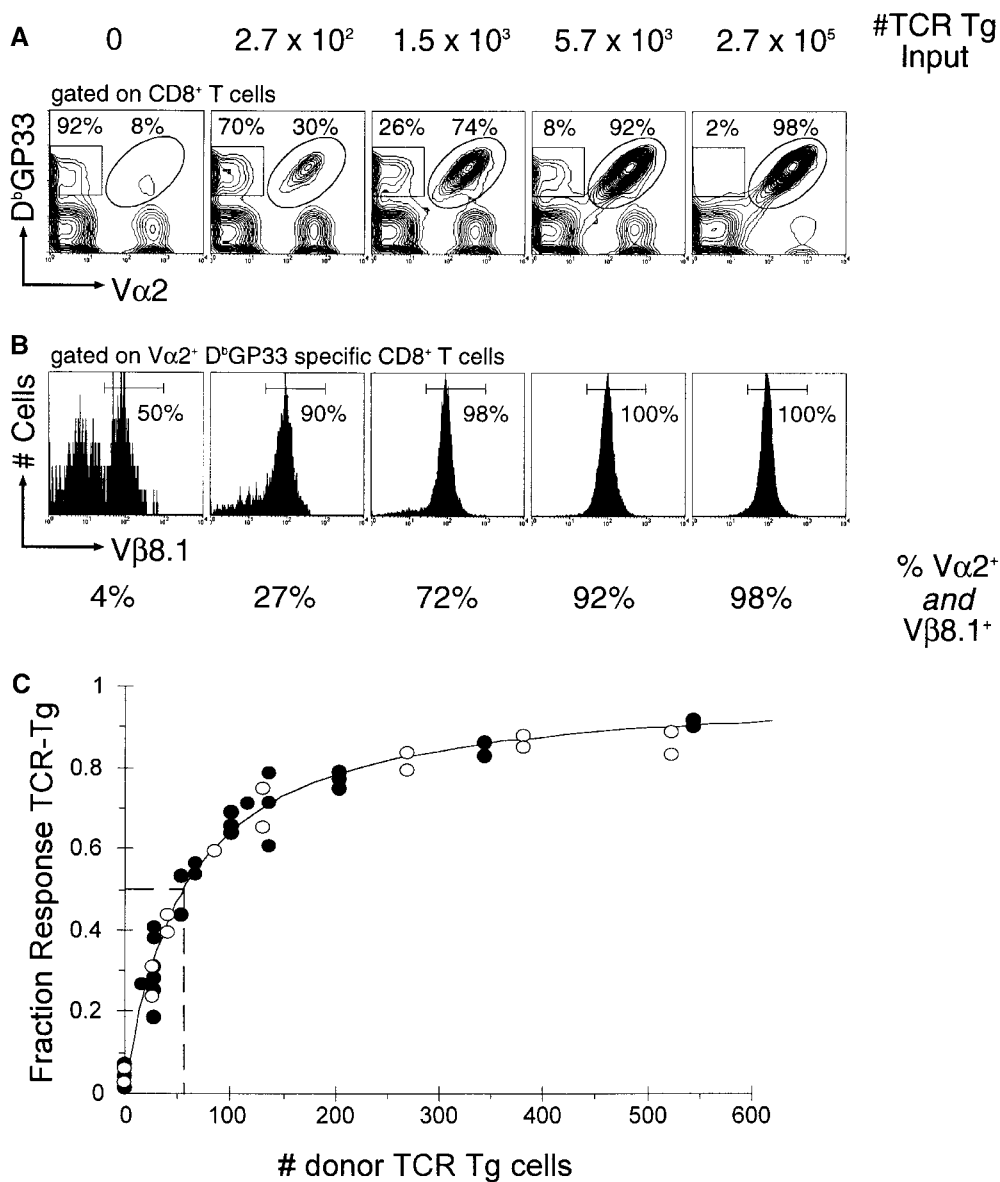 A
0 2.7 x 10² 1.5 x 10³ 5.7 x 10³ 2.7 x 10⁵ #TCR Tg
Input
gated on CD8⁺ T cells
92% 8% 70% 30% 26% 74% 8% 92% 2% 98%
DᵇGP33
Vα2
B
gated on Vα2⁺ DᵇGP33 specific CD8⁺ T cells
50% 90% 98% 100% 100%
# Cells
Vβ8.1
4% 27% 72% 92% 98% % Vα2⁺
and
Vβ8.1⁺
C
Fraction Response TCR-Tg
1
0.8
0.6
0.4
0.2
0
0 100 200 300 400 500 600
# donor TCR Tg cells